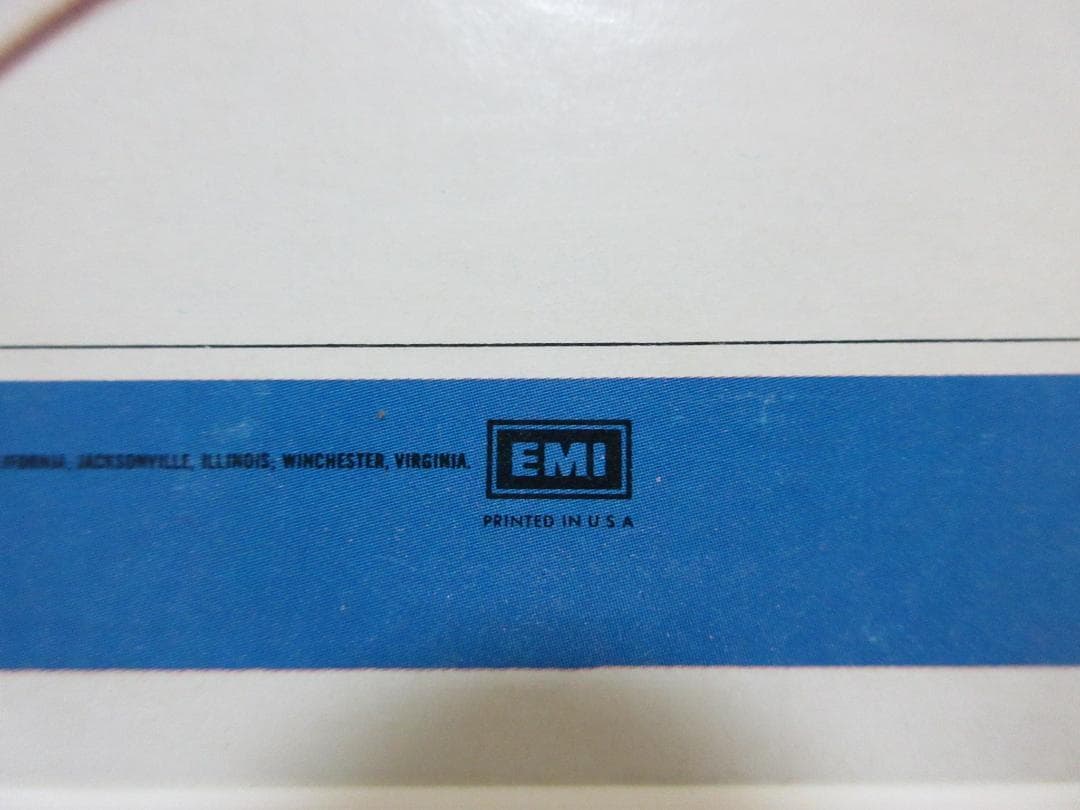 JACKSONVILLE, ILLINOIS; WINCHESTER, VIRGINIA.
EMI
PRINTED IN U S A